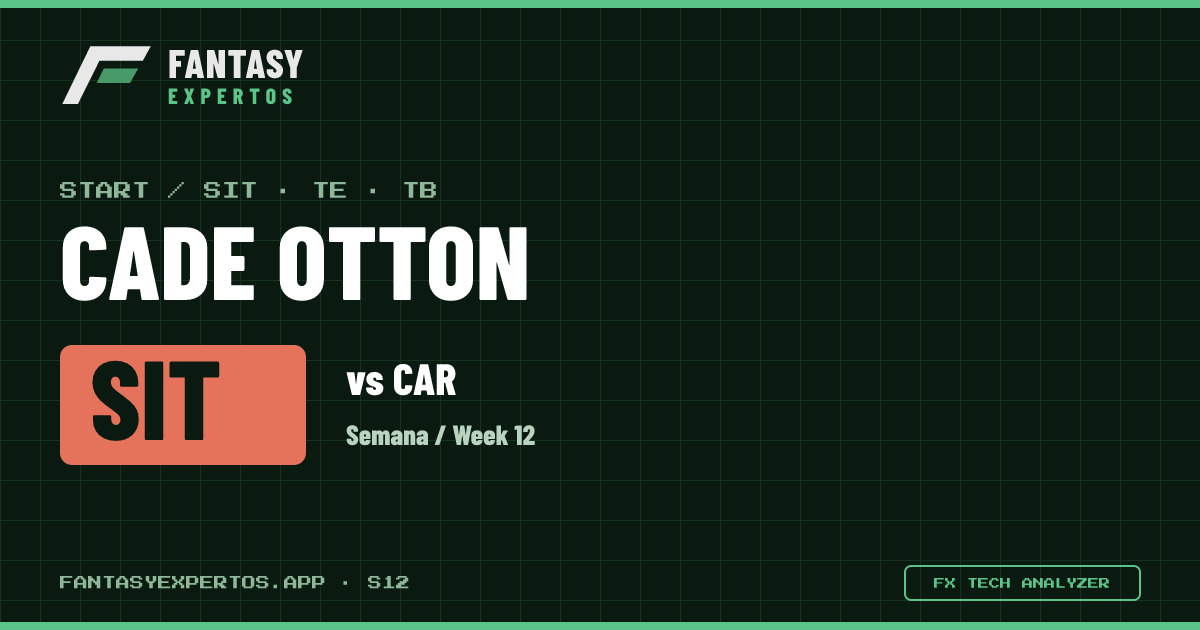 FANTASY
EXPERTOS
START / SIT · TE · TB
CADE OTTON
SIT
vs CAR
Semana / Week 12
FANTASYEXPERTOS.APP · S12
FX TECH ANALYZER